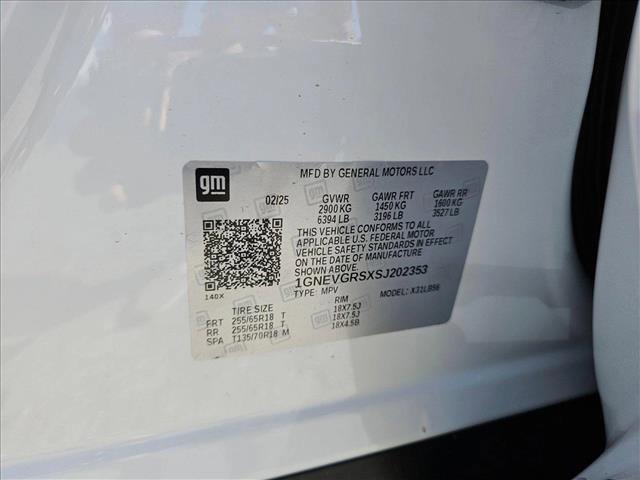 gm
MFD BY GENERAL MOTORS LLC
02/25 GVWR GAWR FRT GAWR RR
2900 KG 1450 KG 1600 KG
6394 LB 3196 LB 3527 LB
THIS VEHICLE CONFORMS TO ALL
APPLICABLE U.S. FEDERAL MOTOR
VEHICLE SAFETY STANDARDS IN EFFECT
ON THE DATE OF MANUFACTURE
SHOWN ABOVE.
1GNEVGRSXSJ202353
140X TYPE: MPV MODEL: X31LB56
TIRE SIZE RIM
FRT 255/65R18 T 18X7.5J
RR 255/65R18 T 18X7.5J
SPA T135/70R18 M 18X4.5B